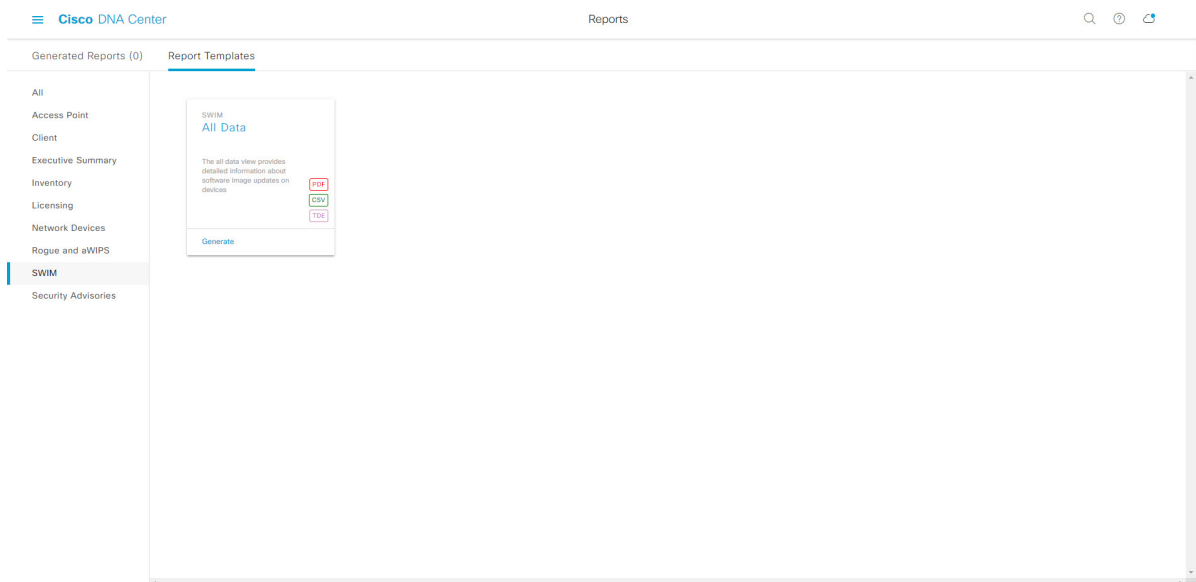 Cisco DNA Center
Reports
Generated Reports (0)
Report Templates
All
Access Point
Client
Executive Summary
Inventory
Licensing
Network Devices
Rogue and aWIPS
SWIM
Security Advisories
SWIM
All Data
The all data view provides
detailed information about
software image updates on
devices
PDF
CSV
TDE
Generate